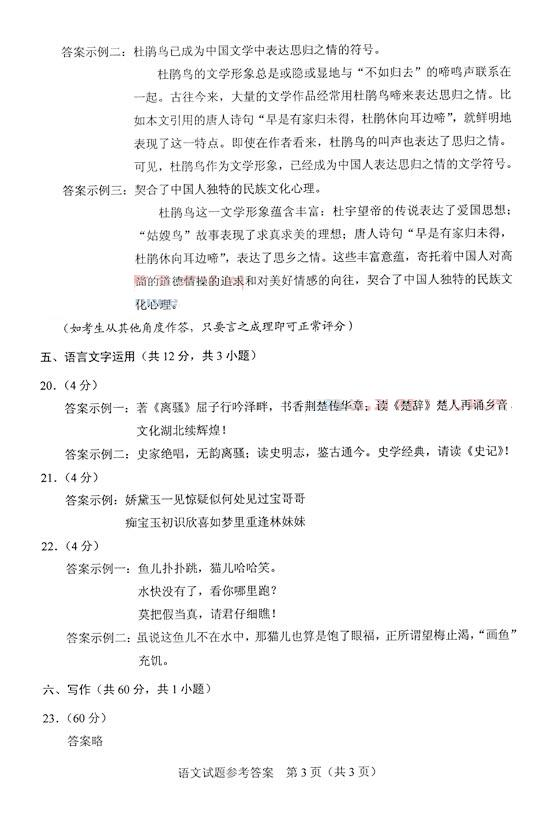 答案示例二：杜鹃鸟已成为中国文学中表达思归之情的符号。
杜鹃鸟的文学形象总是或隐或显地与“不如归去”的啼鸣声联系在
一起。古往今来，大量的文学作品经常用杜鹃鸟啼来表达思归之情。比
如本文引用的唐人诗句“早是有家归未得，杜鹃休向耳边啼”，就鲜明地
表现了这一特点。即使在作者看来，杜鹃鸟的叫声也表达了思归之情。
可见，杜鹃鸟作为文学形象，已经成为中国人表达思归之情的文学符号。
答案示例三：契合了中国人独特的民族文化心理。
杜鹃鸟这一文学形象蕴含丰富：杜宇望帝的传说表达了爱国思想；
“姑嫂鸟”故事表现了求真求美的理想；唐人诗句“早是有家归未得，
杜鹃休向耳边啼”，表达了思乡之情。这些丰富意蕴，寄托着中国人对高
尚的道德情操的追求和对美好情感的向往，契合了中国人独特的民族文
化心理。
（如考生从其他角度作答，只要言之成理即可正常评分）
五、语言文字运用（共12分，共3小题）
20．（4分）
答案示例一：著《离骚》屈子行吟泽畔，书香荆楚传华章；读《楚辞》楚人再诵乡音，
文化湖北续辉煌！
答案示例二：史家绝唱，无韵离骚；读史明志，鉴古通今。史学经典，请读《史记》！
21．（4分）
答案示例：娇黛玉一见惊疑似何处见过宝哥哥
痴宝玉初识欣喜如梦里重逢林妹妹
22．（4分）
答案示例一：鱼儿扑扑跳，猫儿哈哈笑。
水快没有了，看你哪里跑？
莫把假当真，请君仔细瞧！
答案示例二：虽说这鱼儿不在水中，那猫儿也算是饱了眼福，正所谓望梅止渴，“画鱼”
充饥。
六、写作（共60分，共1小题）
23．（60分）
答案略
语文试题参考答案 第3页（共3页）